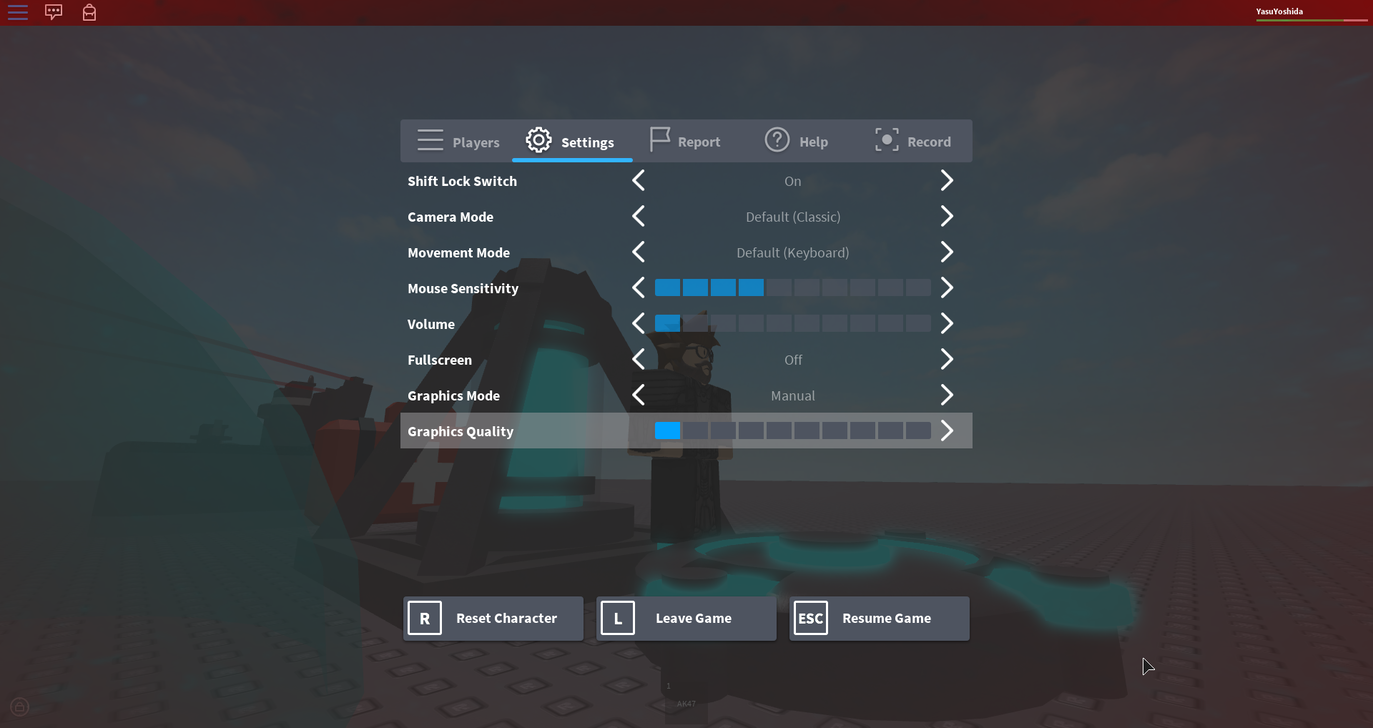 YasuYoshida
Players Settings Report Help Record
Shift Lock Switch On
Camera Mode Default (Classic)
Movement Mode Default (Keyboard)
Mouse Sensitivity
Volume
Fullscreen Off
Graphics Mode Manual
Graphics Quality
R Reset Character L Leave Game ESC Resume Game
1
AK47